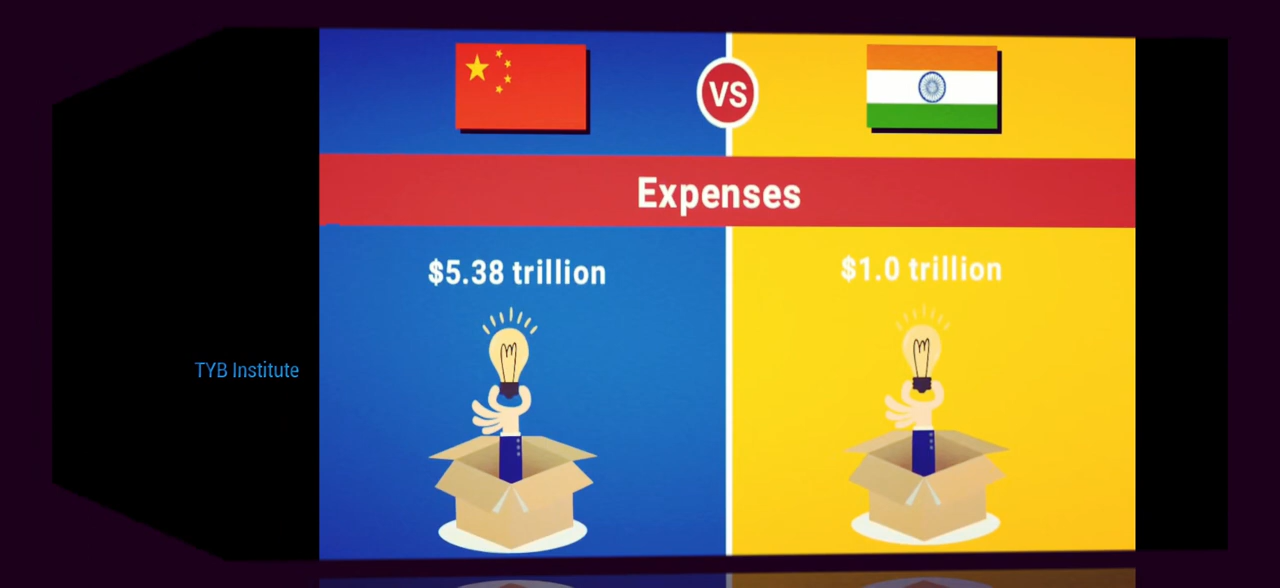 VS
Expenses
$5.38 trillion
$1.0 trillion
TYB Institute